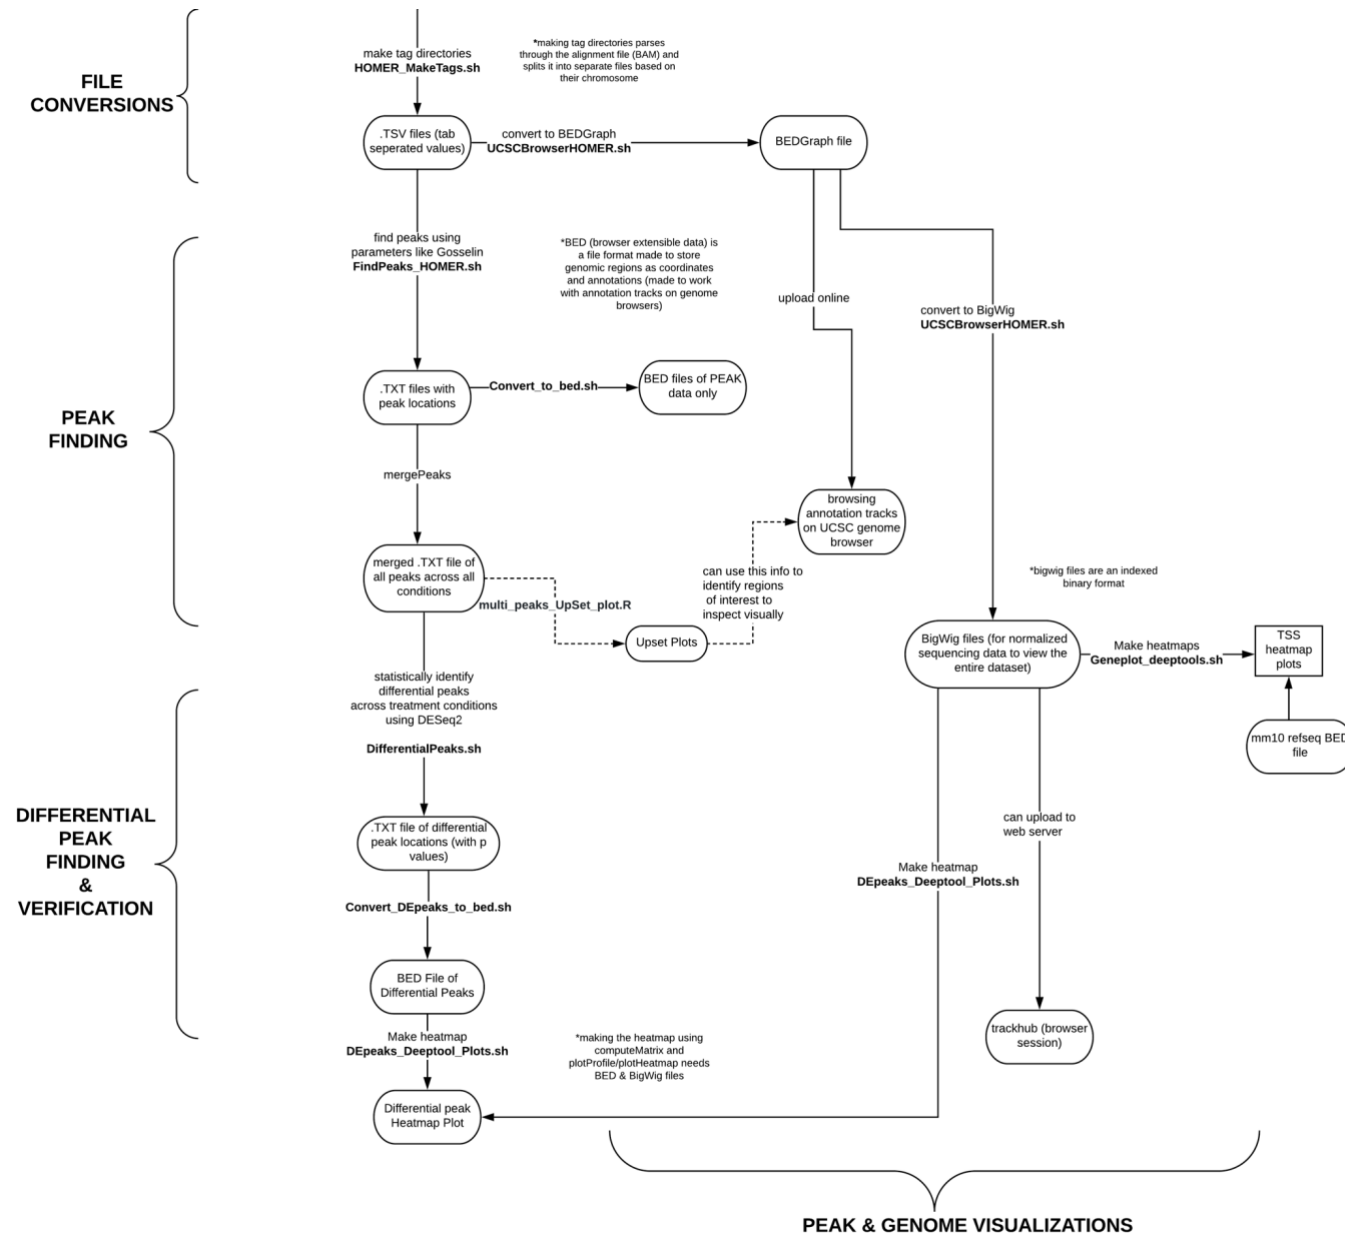 make tag directories
HOMER_MakeTags.sh
*making tag directories parses
through the alignment file (BAM) and
splits it into separate files based on
their chromosome
FILE
CONVERSIONS
.TSV files (tab
seperated values)
convert to BEDGraph
UCSCBrowserHOMER.sh
BEDGraph file
find peaks using
parameters like Gosselin
FindPeaks_HOMER.sh
*BED (browser extensible data) is
a file format made to store
genomic regions as coordinates
and annotations (made to work
with annotation tracks on genome
browsers)
upload online
convert to BigWig
UCSCBrowserHOMER.sh
PEAK
FINDING
.TXT files with
peak locations
Convert_to_bed.sh
BED files of PEAK
data only
mergePeaks
browsing
annotation tracks
on UCSC genome
browser
merged .TXT file of
all peaks across all
conditions
multi_peaks_UpSet_plot.R
can use this info to
identify regions
of interest to
inspect visually
Upset Plots
*bigwig files are an indexed
binary format
BigWig files (for normalized
sequencing data to view the
entire dataset)
Make heatmaps
Geneplot_deeptools.sh
TSS
heatmap
plots
mm10 refseq BED
file
statistically identify
differential peaks
across treatment conditions
using DESeq2
DifferentialPeaks.sh
DIFFERENTIAL
PEAK
FINDING
&
VERIFICATION
.TXT file of differential
peak locations (with p
values)
can upload to
web server
Make heatmap
DEpeaks_Deeptool_Plots.sh
Convert_DEpeaks_to_bed.sh
BED File of
Differential Peaks
trackhub (browser
session)
Make heatmap
DEpeaks_Deeptool_Plots.sh
*making the heatmap using
computeMatrix and
plotProfile/plotHeatmap needs
BED & BigWig files
Differential peak
Heatmap Plot
PEAK & GENOME VISUALIZATIONS